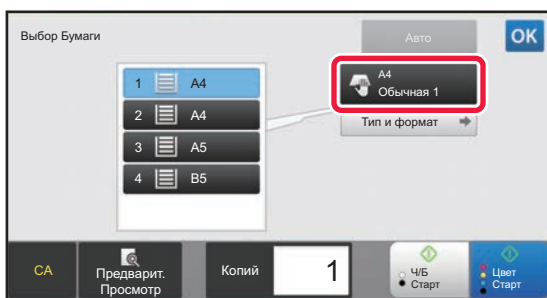 Выбор Бумаги
Авто
OK
1 A4
2 A4
3 A5
4 B5
A4
Обычная 1
Тип и формат
CA
Предварит.
Просмотр
Копий
1
Ч/Б
Старт
Цвет
Старт